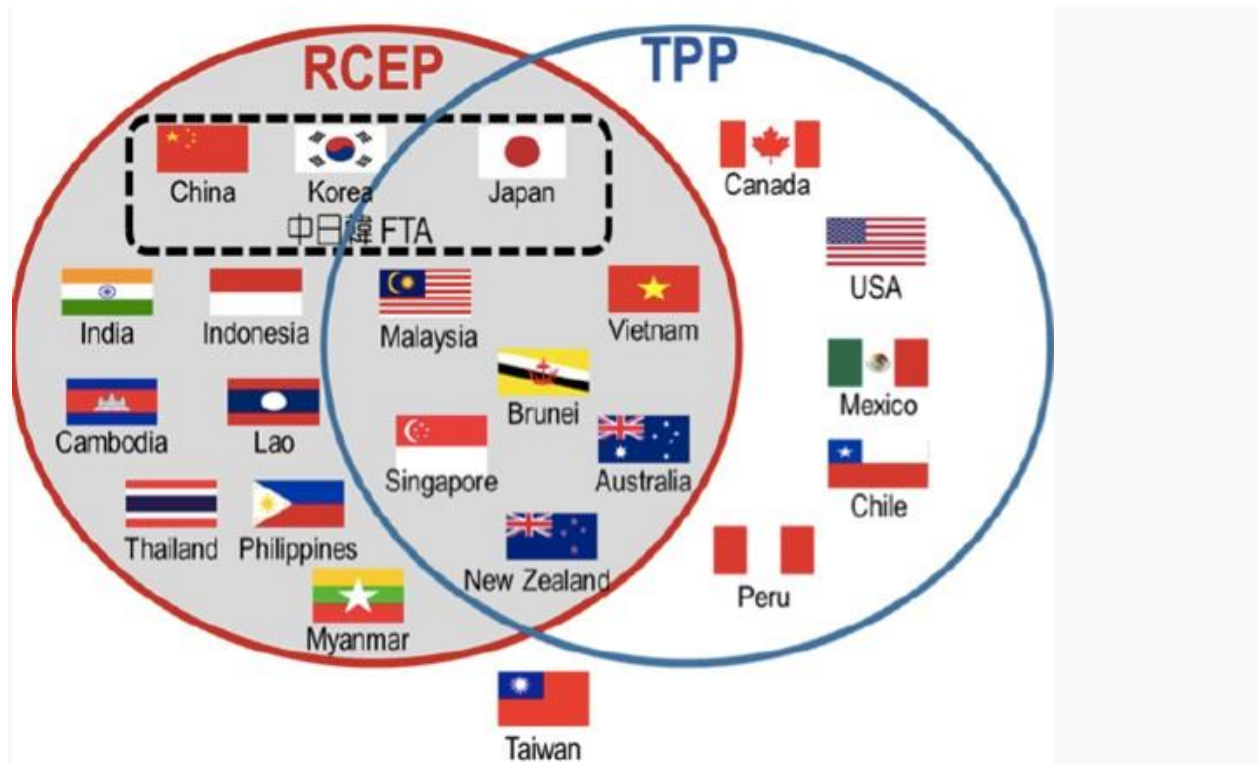 RCEP
TPP
China
Korea
Japan
中日韓 FTA
Canada
USA
India
Indonesia
Malaysia
Vietnam
Mexico
Brunei
Cambodia
Lao
Singapore
Australia
Chile
Thailand
Philippines
New Zealand
Peru
Myanmar
Taiwan